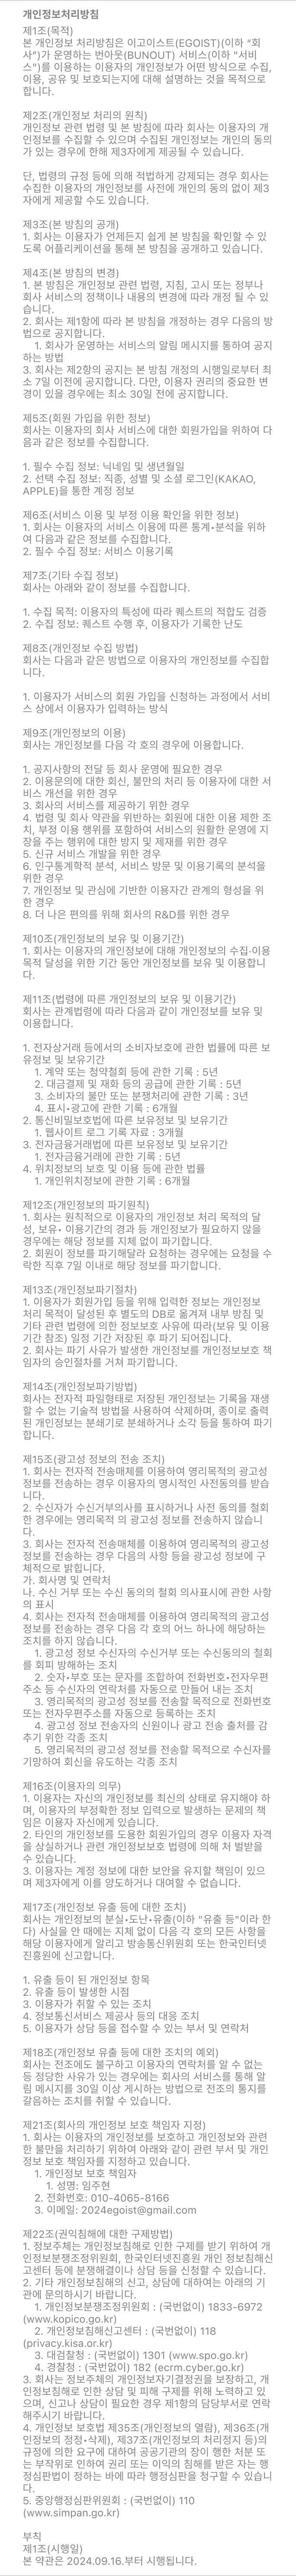 개인정보처리방침
제1조(목적)
본 개인정보 처리방침은 이고이스트(EGOIST)(이하 “회
사”)가 운영하는 번아웃(BUNOUT) 서비스(이하 "서비
스")를 이용하는 이용자의 개인정보가 어떤 방식으로 수집,
이용, 공유 및 보호되는지에 대해 설명하는 것을 목적으로
합니다.
제2조(개인정보 처리의 원칙)
개인정보 관련 법령 및 본 방침에 따라 회사는 이용자의 개
인정보를 수집할 수 있으며 수집된 개인정보는 개인의 동의
가 있는 경우에 한해 제3자에게 제공될 수 있습니다.
단, 법령의 규정 등에 의해 적법하게 강제되는 경우 회사는
수집한 이용자의 개인정보를 사전에 개인의 동의 없이 제3
자에게 제공할 수도 있습니다.
제3조(본 방침의 공개)
1. 회사는 이용자가 언제든지 쉽게 본 방침을 확인할 수 있
도록 어플리케이션을 통해 본 방침을 공개하고 있습니다.
제4조(본 방침의 변경)
1. 본 방침은 개인정보 관련 법령, 지침, 고시 또는 정부나
회사 서비스의 정책이나 내용의 변경에 따라 개정 될 수 있
습니다.
2. 회사는 제1항에 따라 본 방침을 개정하는 경우 다음의 방
법으로 공지합니다.
1. 회사가 운영하는 서비스의 알림 메시지를 통하여 공지
하는 방법
3. 회사는 제2항의 공지는 본 방침 개정의 시행일로부터 최
소 7일 이전에 공지합니다. 다만, 이용자 권리의 중요한 변
경이 있을 경우에는 최소 30일 전에 공지합니다.
제5조(회원 가입을 위한 정보)
회사는 이용자의 회사 서비스에 대한 회원가입을 위하여 다
음과 같은 정보를 수집합니다.
1. 필수 수집 정보: 닉네임 및 생년월일
2. 선택 수집 정보: 직종, 성별 및 소셜 로그인(KAKAO,
APPLE)을 통한 계정 정보
제6조(서비스 이용 및 부정 이용 확인을 위한 정보)
1. 회사는 이용자의 서비스 이용에 따른 통계•분석을 위하
여 다음과 같은 정보를 수집합니다.
2. 필수 수집 정보: 서비스 이용기록
제7조(기타 수집 정보)
회사는 아래와 같이 정보를 수집합니다.
1. 수집 목적: 이용자의 특성에 따라 퀘스트의 적합도 검증
2. 수집 정보: 퀘스트 수행 후, 이용자가 기록한 난도
제8조(개인정보 수집 방법)
회사는 다음과 같은 방법으로 이용자의 개인정보를 수집합
니다.
1. 이용자가 서비스의 회원 가입을 신청하는 과정에서 서비
스 상에서 이용자가 입력하는 방식
제9조(개인정보의 이용)
회사는 개인정보를 다음 각 호의 경우에 이용합니다.
1. 공지사항의 전달 등 회사 운영에 필요한 경우
2. 이용문의에 대한 회신, 불만의 처리 등 이용자에 대한 서
비스 개선을 위한 경우
3. 회사의 서비스를 제공하기 위한 경우
4. 법령 및 회사 약관을 위반하는 회원에 대한 이용 제한 조
치, 부정 이용 행위를 포함하여 서비스의 원활한 운영에 지
장을 주는 행위에 대한 방지 및 제재를 위한 경우
5. 신규 서비스 개발을 위한 경우
6. 인구통계학적 분석, 서비스 방문 및 이용기록의 분석을
위한 경우
7. 개인정보 및 관심에 기반한 이용자간 관계의 형성을 위
한 경우
8. 더 나은 편의를 위해 회사의 R&D를 위한 경우
제10조(개인정보의 보유 및 이용기간)
1. 회사는 이용자의 개인정보에 대해 개인정보의 수집·이용
목적 달성을 위한 기간 동안 개인정보를 보유 및 이용합니
다.
제11조(법령에 따른 개인정보의 보유 및 이용기간)
회사는 관계법령에 따라 다음과 같이 개인정보를 보유 및
이용합니다.
1. 전자상거래 등에서의 소비자보호에 관한 법률에 따른 보
유정보 및 보유기간
1. 계약 또는 청약철회 등에 관한 기록 : 5년
2. 대금결제 및 재화 등의 공급에 관한 기록 : 5년
3. 소비자의 불만 또는 분쟁처리에 관한 기록 : 3년
4. 표시•광고에 관한 기록 : 6개월
2. 통신비밀보호법에 따른 보유정보 및 보유기간
1. 웹사이트 로그 기록 자료 : 3개월
3. 전자금융거래법에 따른 보유정보 및 보유기간
1. 전자금융거래에 관한 기록 : 5년
4. 위치정보의 보호 및 이용 등에 관한 법률
1. 개인위치정보에 관한 기록 : 6개월
제12조(개인정보의 파기원칙)
1. 회사는 원칙적으로 이용자의 개인정보 처리 목적의 달
성, 보유• 이용기간의 경과 등 개인정보가 필요하지 않을
경우에는 해당 정보를 지체 없이 파기합니다.
2. 회원이 정보를 파기해달라 요청하는 경우에는 요청을 수
락한 직후 7일 이내로 해당 정보를 파기합니다.
제13조(개인정보파기절차)
1. 이용자가 회원가입 등을 위해 입력한 정보는 개인정보
처리 목적이 달성된 후 별도의 DB로 옮겨져 내부 방침 및
기타 관련 법령에 의한 정보보호 사유에 따라(보유 및 이용
기간 참조) 일정 기간 저장된 후 파기 되어집니다.
2. 회사는 파기 사유가 발생한 개인정보를 개인정보보호 책
임자의 승인절차를 거쳐 파기합니다.
제14조(개인정보파기방법)
회사는 전자적 파일형태로 저장된 개인정보는 기록을 재생
할 수 없는 기술적 방법을 사용하여 삭제하며, 종이로 출력
된 개인정보는 분쇄기로 분쇄하거나 소각 등을 통하여 파기
합니다.
제15조(광고성 정보의 전송 조치)
1. 회사는 전자적 전송매체를 이용하여 영리목적의 광고성
정보를 전송하는 경우 이용자의 명시적인 사전동의를 받습
니다.
2. 수신자가 수신거부의사를 표시하거나 사전 동의를 철회
한 경우에는 영리목적 의 광고성 정보를 전송하지 않습니
다.
3. 회사는 전자적 전송매체를 이용하여 영리목적의 광고성
정보를 전송하는 경우 다음의 사항 등을 광고성 정보에 구
체적으로 밝힙니다.
가. 회사명 및 연락처
나. 수신 거부 또는 수신 동의의 철회 의사표시에 관한 사항
의 표시
4. 회사는 전자적 전송매체를 이용하여 영리목적의 광고성
정보를 전송하는 경우 다음 각 호의 어느 하나에 해당하는
조치를 하지 않습니다.
1. 광고성 정보 수신자의 수신거부 또는 수신동의의 철회
를 회피 방해하는 조치
2. 숫자•부호 또는 문자를 조합하여 전화번호•전자우편
주소 등 수신자의 연락처를 자동으로 만들어 내는 조치
3. 영리목적의 광고성 정보를 전송할 목적으로 전화번호
또는 전자우편주소를 자동으로 등록하는 조치
4. 광고성 정보 전송자의 신원이나 광고 전송 출처를 감
추기 위한 각종 조치
5. 영리목적의 광고성 정보를 전송할 목적으로 수신자를
기망하여 회신을 유도하는 각종 조치
제16조(이용자의 의무)
1. 이용자는 자신의 개인정보를 최신의 상태로 유지해야 하
며, 이용자의 부정확한 정보 입력으로 발생하는 문제의 책
임은 이용자 자신에게 있습니다.
2. 타인의 개인정보를 도용한 회원가입의 경우 이용자 자격
을 상실하거나 관련 개인정보보호 법령에 의해 처 벌받을
수 있습니다.
3. 이용자는 계정 정보에 대한 보안을 유지할 책임이 있으
며 제3자에게 이를 양도하거나 대여할 수 없습니다.
제17조(개인정보 유출 등에 대한 조치)
회사는 개인정보의 분실•도난•유출(이하 "유출 등"이라 한
다) 사실을 안 때에는 지체 없이 다음 각 호의 모든 사항을
해당 이용자에게 알리고 방송통신위원회 또는 한국인터넷
진흥원에 신고합니다.
1. 유출 등이 된 개인정보 항목
2. 유출 등이 발생한 시점
3. 이용자가 취할 수 있는 조치
4. 정보통신서비스 제공사 등의 대응 조치
5. 이용자가 상담 등을 접수할 수 있는 부서 및 연락처
제18조(개인정보 유출 등에 대한 조치의 예외)
회사는 전조에도 불구하고 이용자의 연락처를 알 수 없는
등 정당한 사유가 있는 경우에는 회사의 서비스를 통해 알
림 메시지를 30일 이상 게시하는 방법으로 전조의 통지를
갈음하는 조치를 취할 수 있습니다.
제21조(회사의 개인정보 보호 책임자 지정)
1. 회사는 이용자의 개인정보를 보호하고 개인정보와 관련
한 불만을 처리하기 위하여 아래와 같이 관련 부서 및 개인
정보 보호 책임자를 지정하고 있습니다.
1. 개인정보 보호 책임자
1. 성명: 임주현
2. 전화번호: 010-4065-8166
3. 이메일: 2024egoist@gmail.com
제22조(권익침해에 대한 구제방법)
1. 정보주체는 개인정보침해로 인한 구제를 받기 위하여 개
인정보분쟁조정위원회, 한국인터넷진흥원 개인 정보침해신
고센터 등에 분쟁해결이나 상담 등을 신청할 수 있습니다.
2. 기타 개인정보침해의 신고, 상담에 대하여는 아래의 기
관에 문의하시기 바랍니다.
1. 개인정보분쟁조정위원회 : (국번없이) 1833-6972
(www.kopico.go.kr)
2. 개인정보침해신고센터 : (국번없이) 118
(privacy.kisa.or.kr)
3. 대검찰청 : (국번없이) 1301 (www.spo.go.kr)
4. 경찰청 : (국번없이) 182 (ecrm.cyber.go.kr)
3. 회사는 정보주체의 개인정보자기결정권을 보장하고, 개
인정보침해로 인한 상담 및 피해 구제를 위해 노력하고 있
으며, 신고나 상담이 필요한 경우 제1항의 담당부서로 연락
해주시기 바랍니다.
4. 개인정보 보호법 제35조(개인정보의 열람), 제36조(개
인정보의 정정•삭제), 제37조(개인정보의 처리정지 등)의
규정에 의한 요구에 대하여 공공기관의 장이 행한 처분 또
는 부작위로 인하여 권리 또는 이익의 침해를 받은 자는 행
정심판법이 정하는 바에 따라 행정심판을 청구할 수 있습니
다.
5. 중앙행정심판위원회 : (국번없이) 110
(www.simpan.go.kr)
부칙
제1조(시행일)
본 약관은 2024.09.16.부터 시행됩니다.